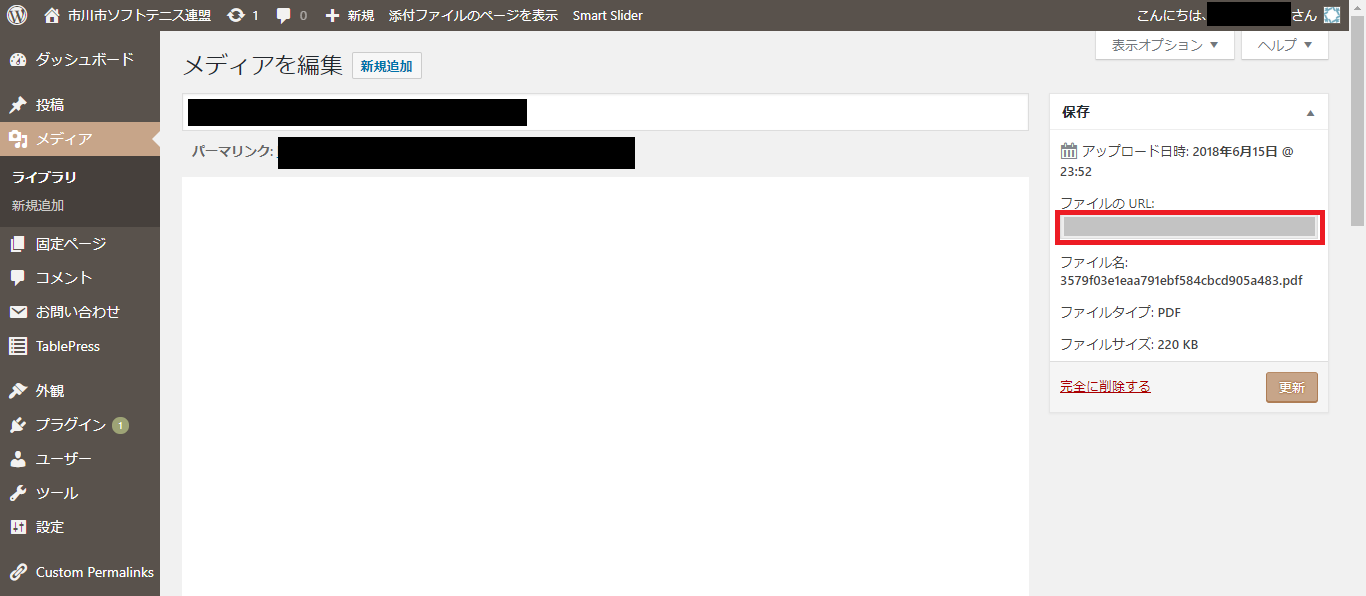 市川市ソフトテニス連盟 1 0 新規 添付ファイルのページを表示 Smart Slider こんにちは、 さん
表示オプション ▼ ヘルプ ▼
ダッシュボード
投稿
メディア
ライブラリ
新規追加
固定ページ
コメント
お問い合わせ
TablePress
外観
プラグイン 1
ユーザー
ツール
設定
Custom Permalinks
メディアを編集 新規追加
パーマリンク:
保存 ▲
アップロード日時: 2018年6月15日 @
23:52
ファイルの URL:
ファイル名:
3579f03e1eaa791ebf584cbcd905a483.pdf
ファイルタイプ: PDF
ファイルサイズ: 220 KB
完全に削除する 更新